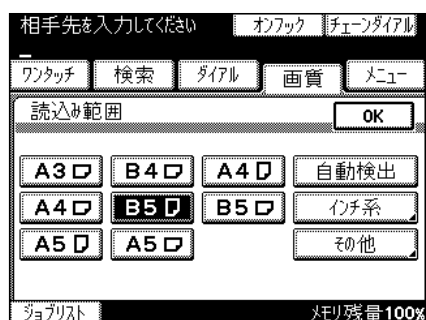 相手先を入力してください オンフック チェーンダイアル
ワンタッチ 検索 ダイアル 画質 メニュー
読込み範囲 OK
A3 B4 A4 自動検出
A4 B5 B5 インチ系
A5 A5 その他
ジョブリスト メモリ残量100%